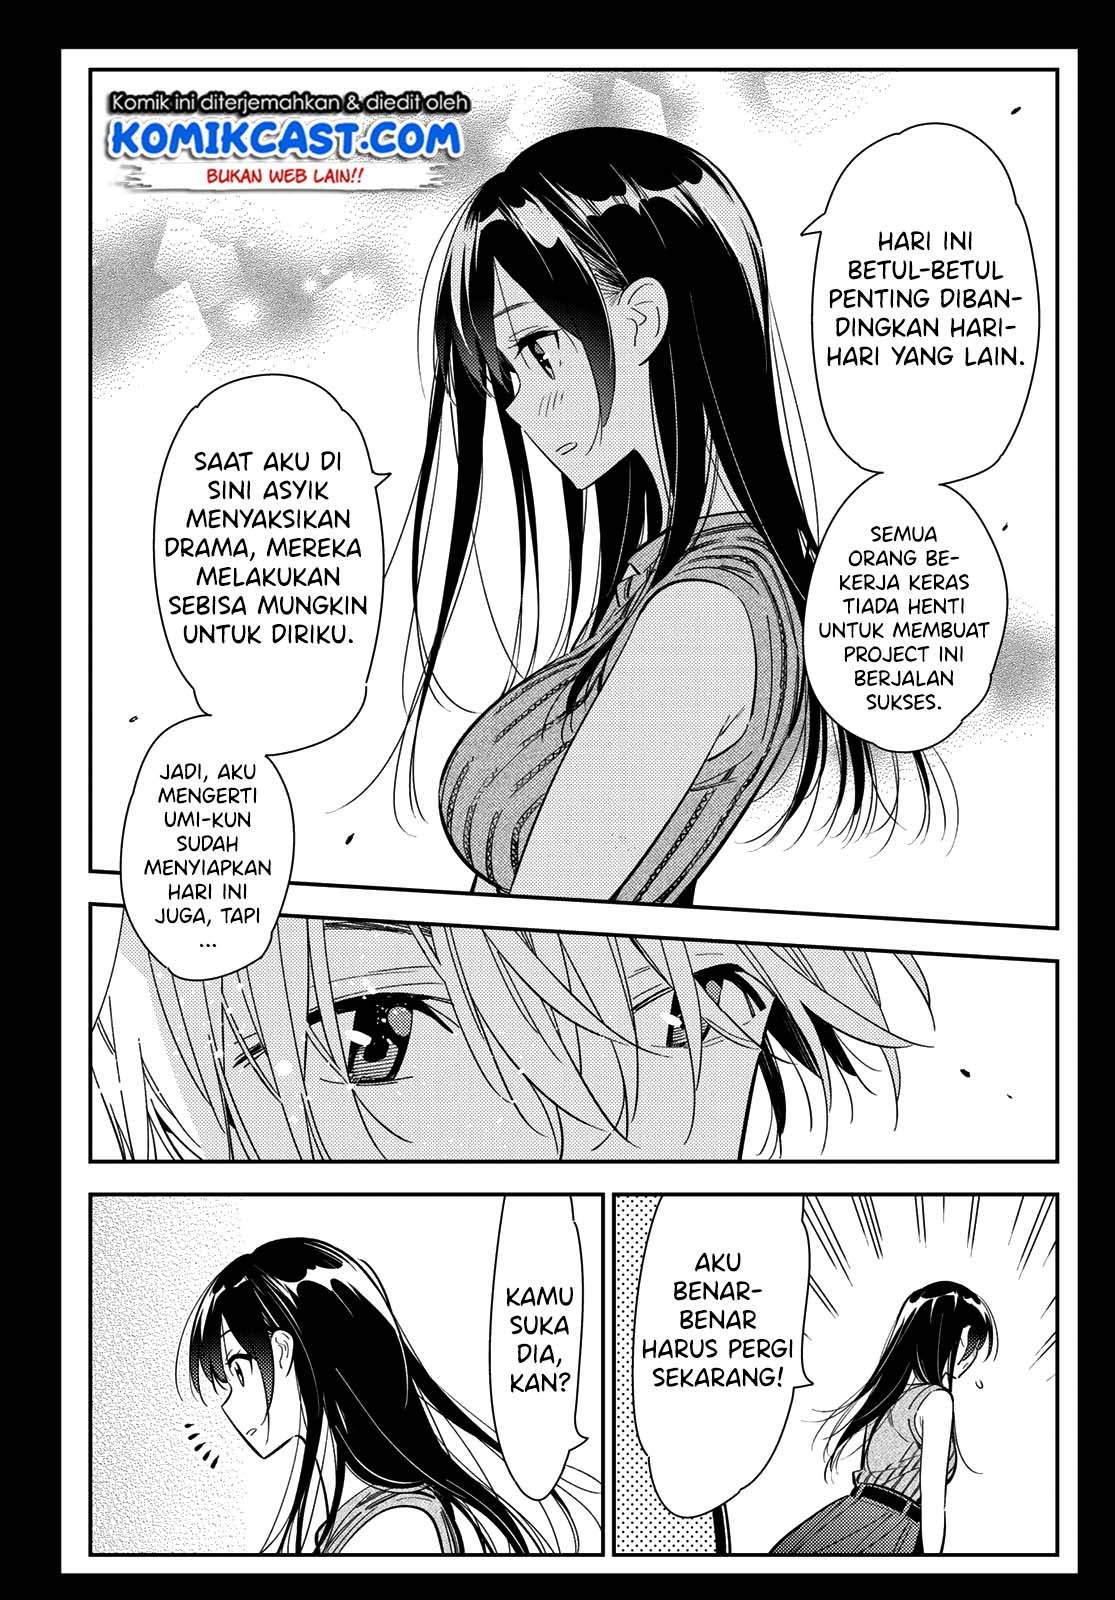 Komik ini diterjemahkan & diedit oleh
KOMIKCAST.COM
BUKAN WEB LAIN!!
HARI INI
BETUL-BETUL
PENTING DIBAN-
DINGKAN HARI-
HARI YANG LAIN.
SEMUA
ORANG BE-
KERJA KERAS
TIADA HENTI
UNTUK MEMBUAT
PROJECT INI
BERJALAN
SUKSES.
SAAT AKU DI
SINI ASYIK
MENYAKSIKAN
DRAMA, MEREKA
MELAKUKAN
SEBISA MUNGKIN
UNTUK DIRIKU.
JADI, AKU
MENGERTI
UMI-KUN
SUDAH
MENYIAPKAN
HARI INI
JUGA, TAPI
...
AKU
BENAR-
BENAR
HARUS PERGI
SEKARANG!
KAMU
SUKA
DIA,
KAN?